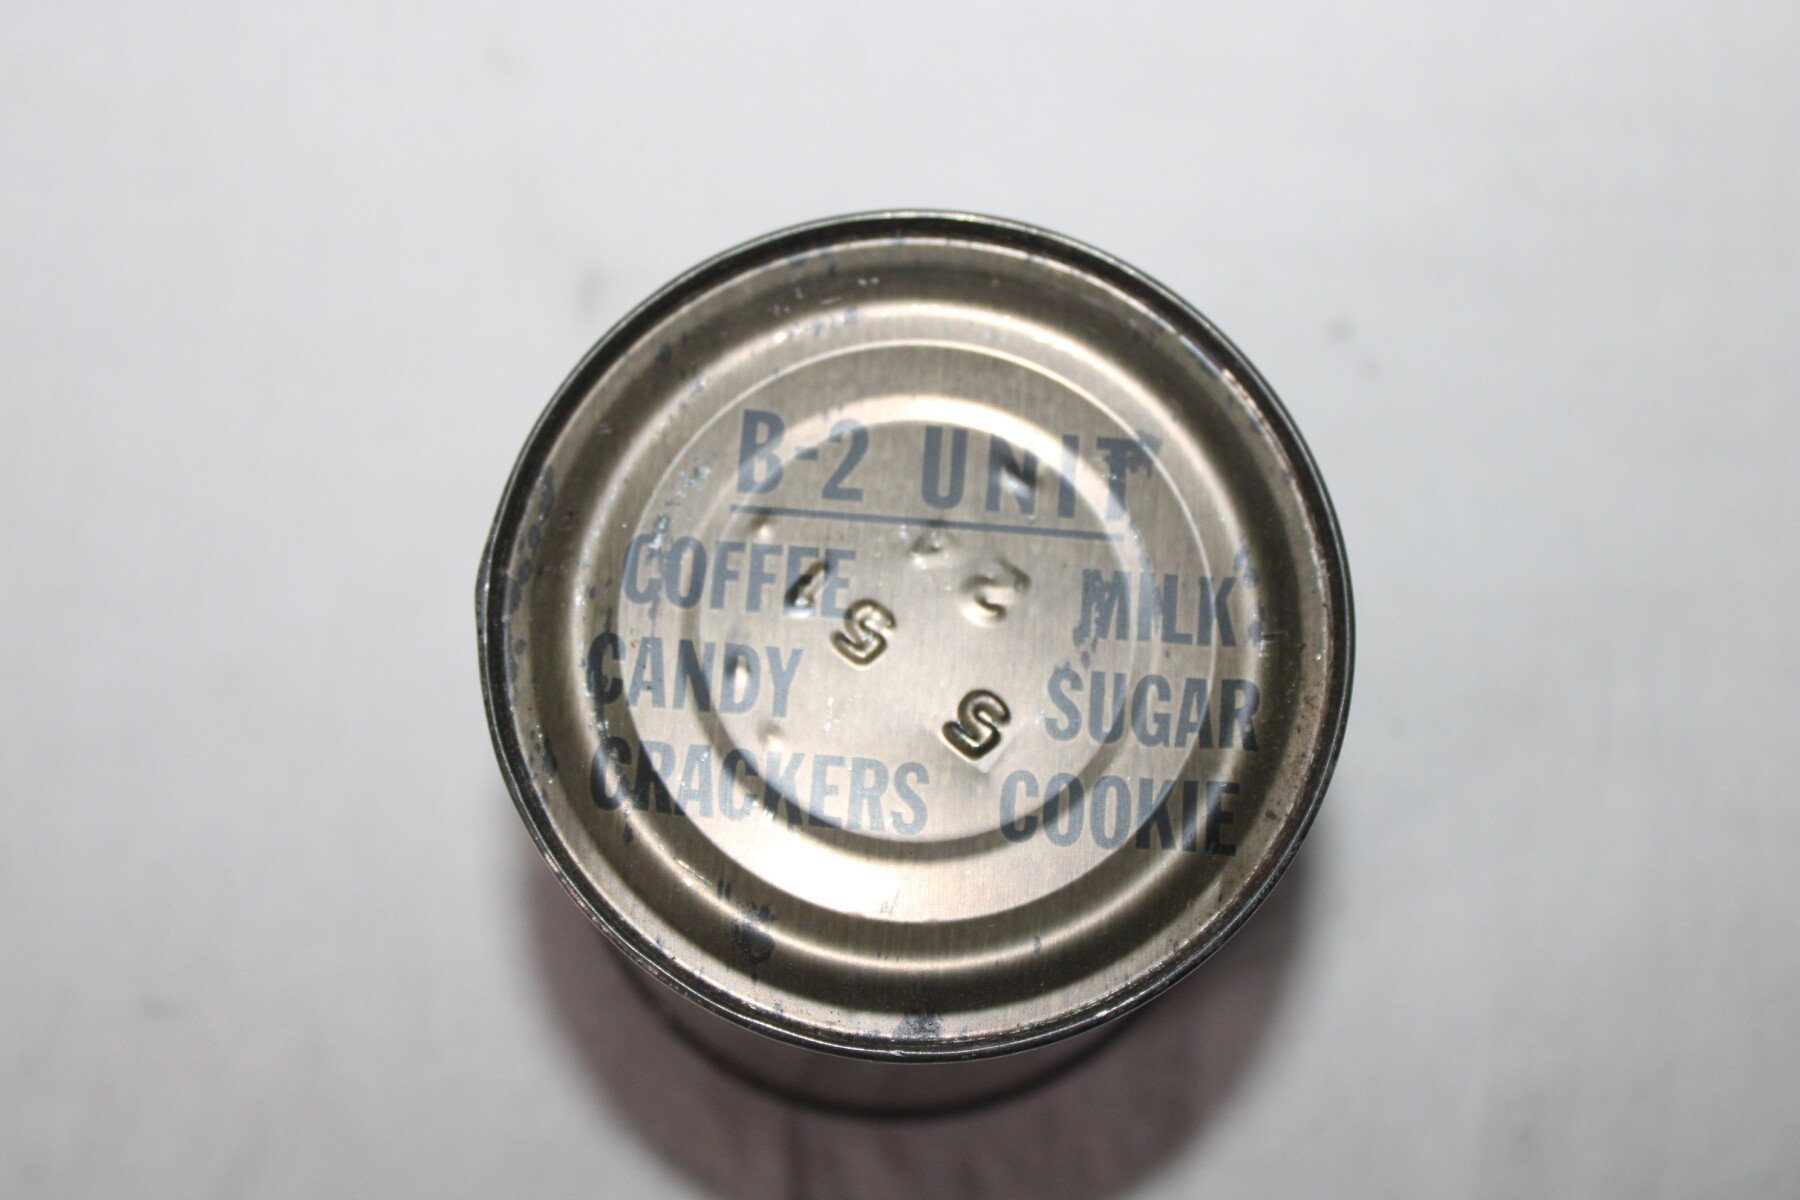 B-2 UNIT
COFFEE MILK
CANDY SUGAR
CRACKERS COOKIE